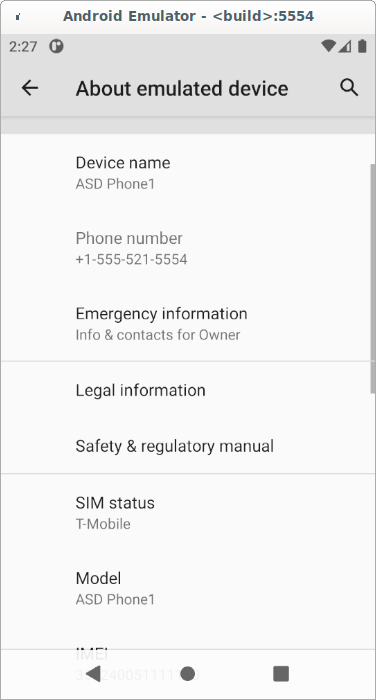 Android Emulator - <build>:5554
2:27
About emulated device
Device name
ASD Phone1
Phone number
+1-555-521-5554
Emergency information
Info & contacts for Owner
Legal information
Safety & regulatory manual
SIM status
T-Mobile
Model
ASD Phone1
IMEI